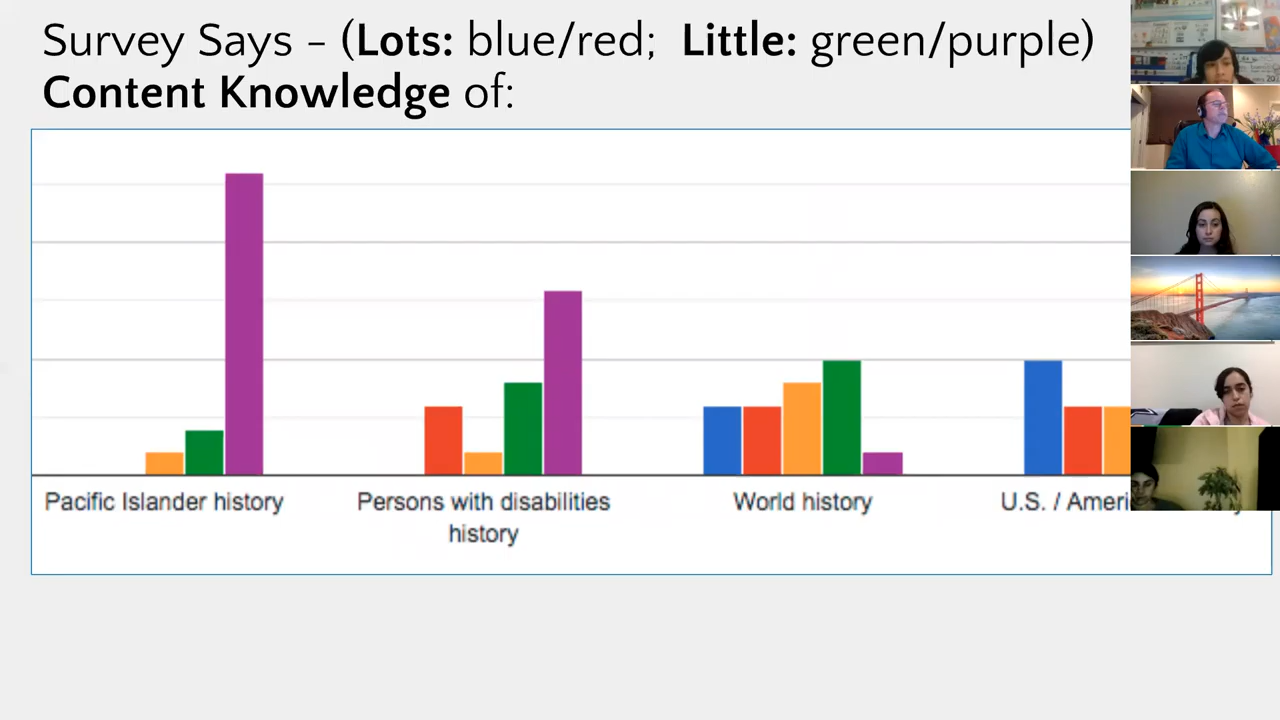 Survey Says – (Lots: blue/red; Little: green/purple)
Content Knowledge of:
Pacific Islander history
Persons with disabilities
history
World history
U.S. /